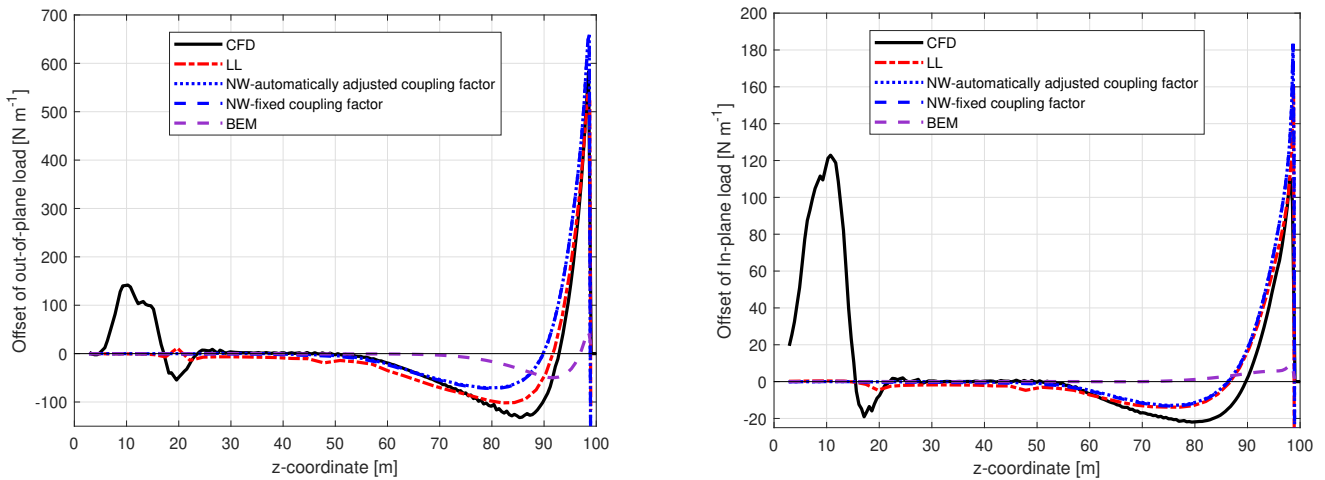 Offset of out-of-plane load [N m⁻¹]
700
600
500
400
300
200
100
0
-100
CFD
LL
NW-automatically adjusted coupling factor
NW-fixed coupling factor
BEM
0 10 20 30 40 50 60 70 80 90 100
z-coordinate [m]
Offset of In-plane load [N m⁻¹]
200
180
160
140
120
100
80
60
40
20
0
-20
CFD
LL
NW-automatically adjusted coupling factor
NW-fixed coupling factor
BEM
0 10 20 30 40 50 60 70 80 90 100
z-coordinate [m]